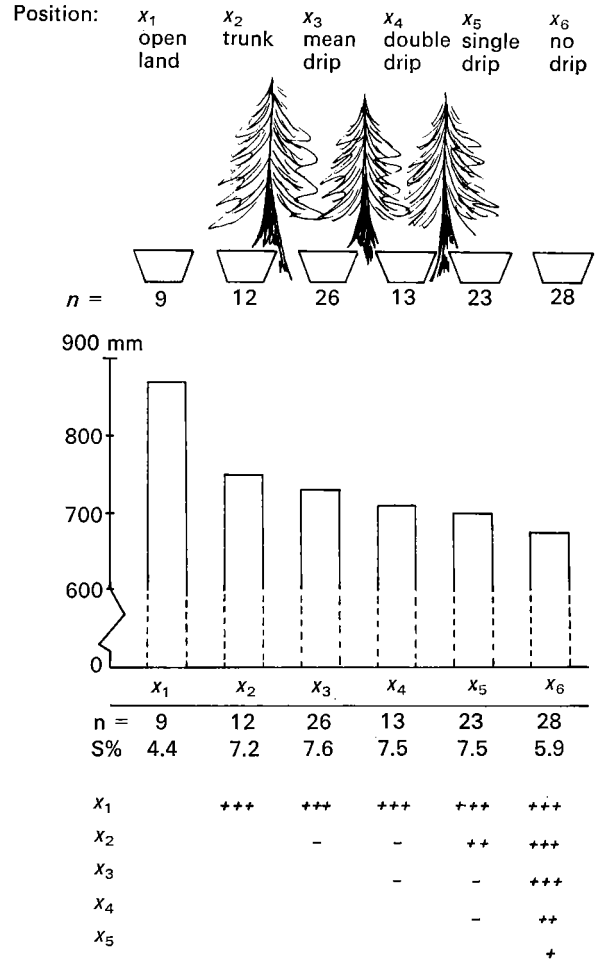 Position: x1 x2 x3 x4 x5 x6
open trunk mean double single no
land drip drip drip drip
n = 9 12 26 13 23 28
900 mm
800
700
600
0
x1 x2 x3 x4 x5 x6
n = 9 12 26 13 23 28
S% 4.4 7.2 7.6 7.5 7.5 5.9
x1 +++ +++ +++ +++ +++
x2 - - ++ +++
x3 - - +++
x4 - ++
x5 +